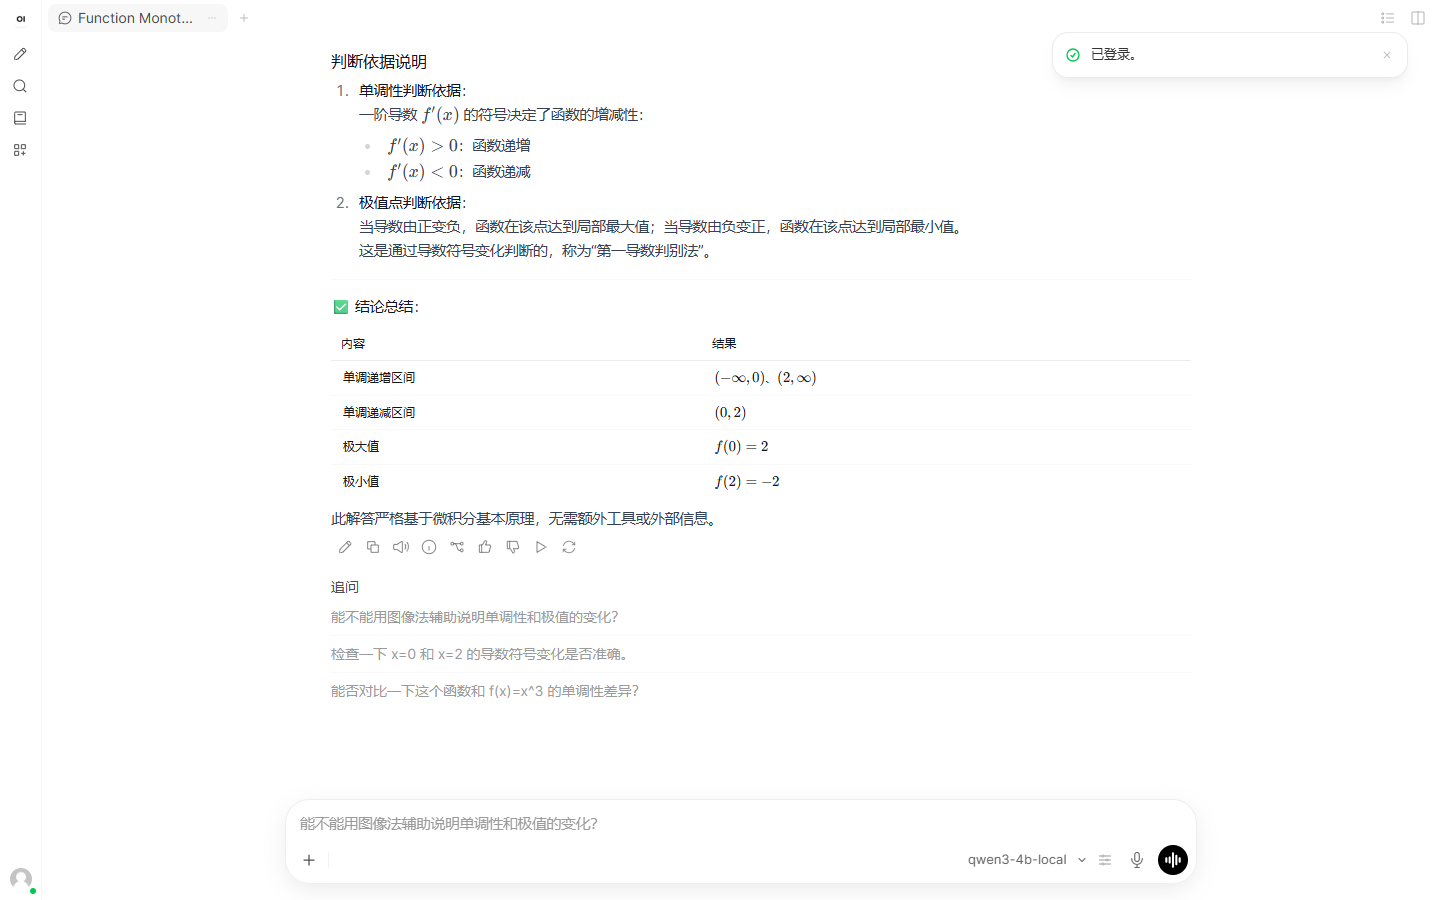 OI
Function Monot...
已登录。
判断依据说明
1. 单调性判断依据：
一阶导数 f′(x) 的符号决定了函数的增减性：
f′(x) > 0：函数递增
f′(x) < 0：函数递减
2. 极值点判断依据：
当导数由正变负，函数在该点达到局部最大值；当导数由负变正，函数在该点达到局部最小值。
这是通过导数符号变化判断的，称为“第一导数判别法”。
✅ 结论总结：
内容 结果
单调递增区间 (−∞, 0)、(2, ∞)
单调递减区间 (0, 2)
极大值 f(0) = 2
极小值 f(2) = −2
此解答严格基于微积分基本原理，无需额外工具或外部信息。
追问
能不能用图像法辅助说明单调性和极值的变化？
检查一下 x=0 和 x=2 的导数符号变化是否准确。
能否对比一下这个函数和 f(x)=x^3 的单调性差异？
能不能用图像法辅助说明单调性和极值的变化？
qwen3-4b-local